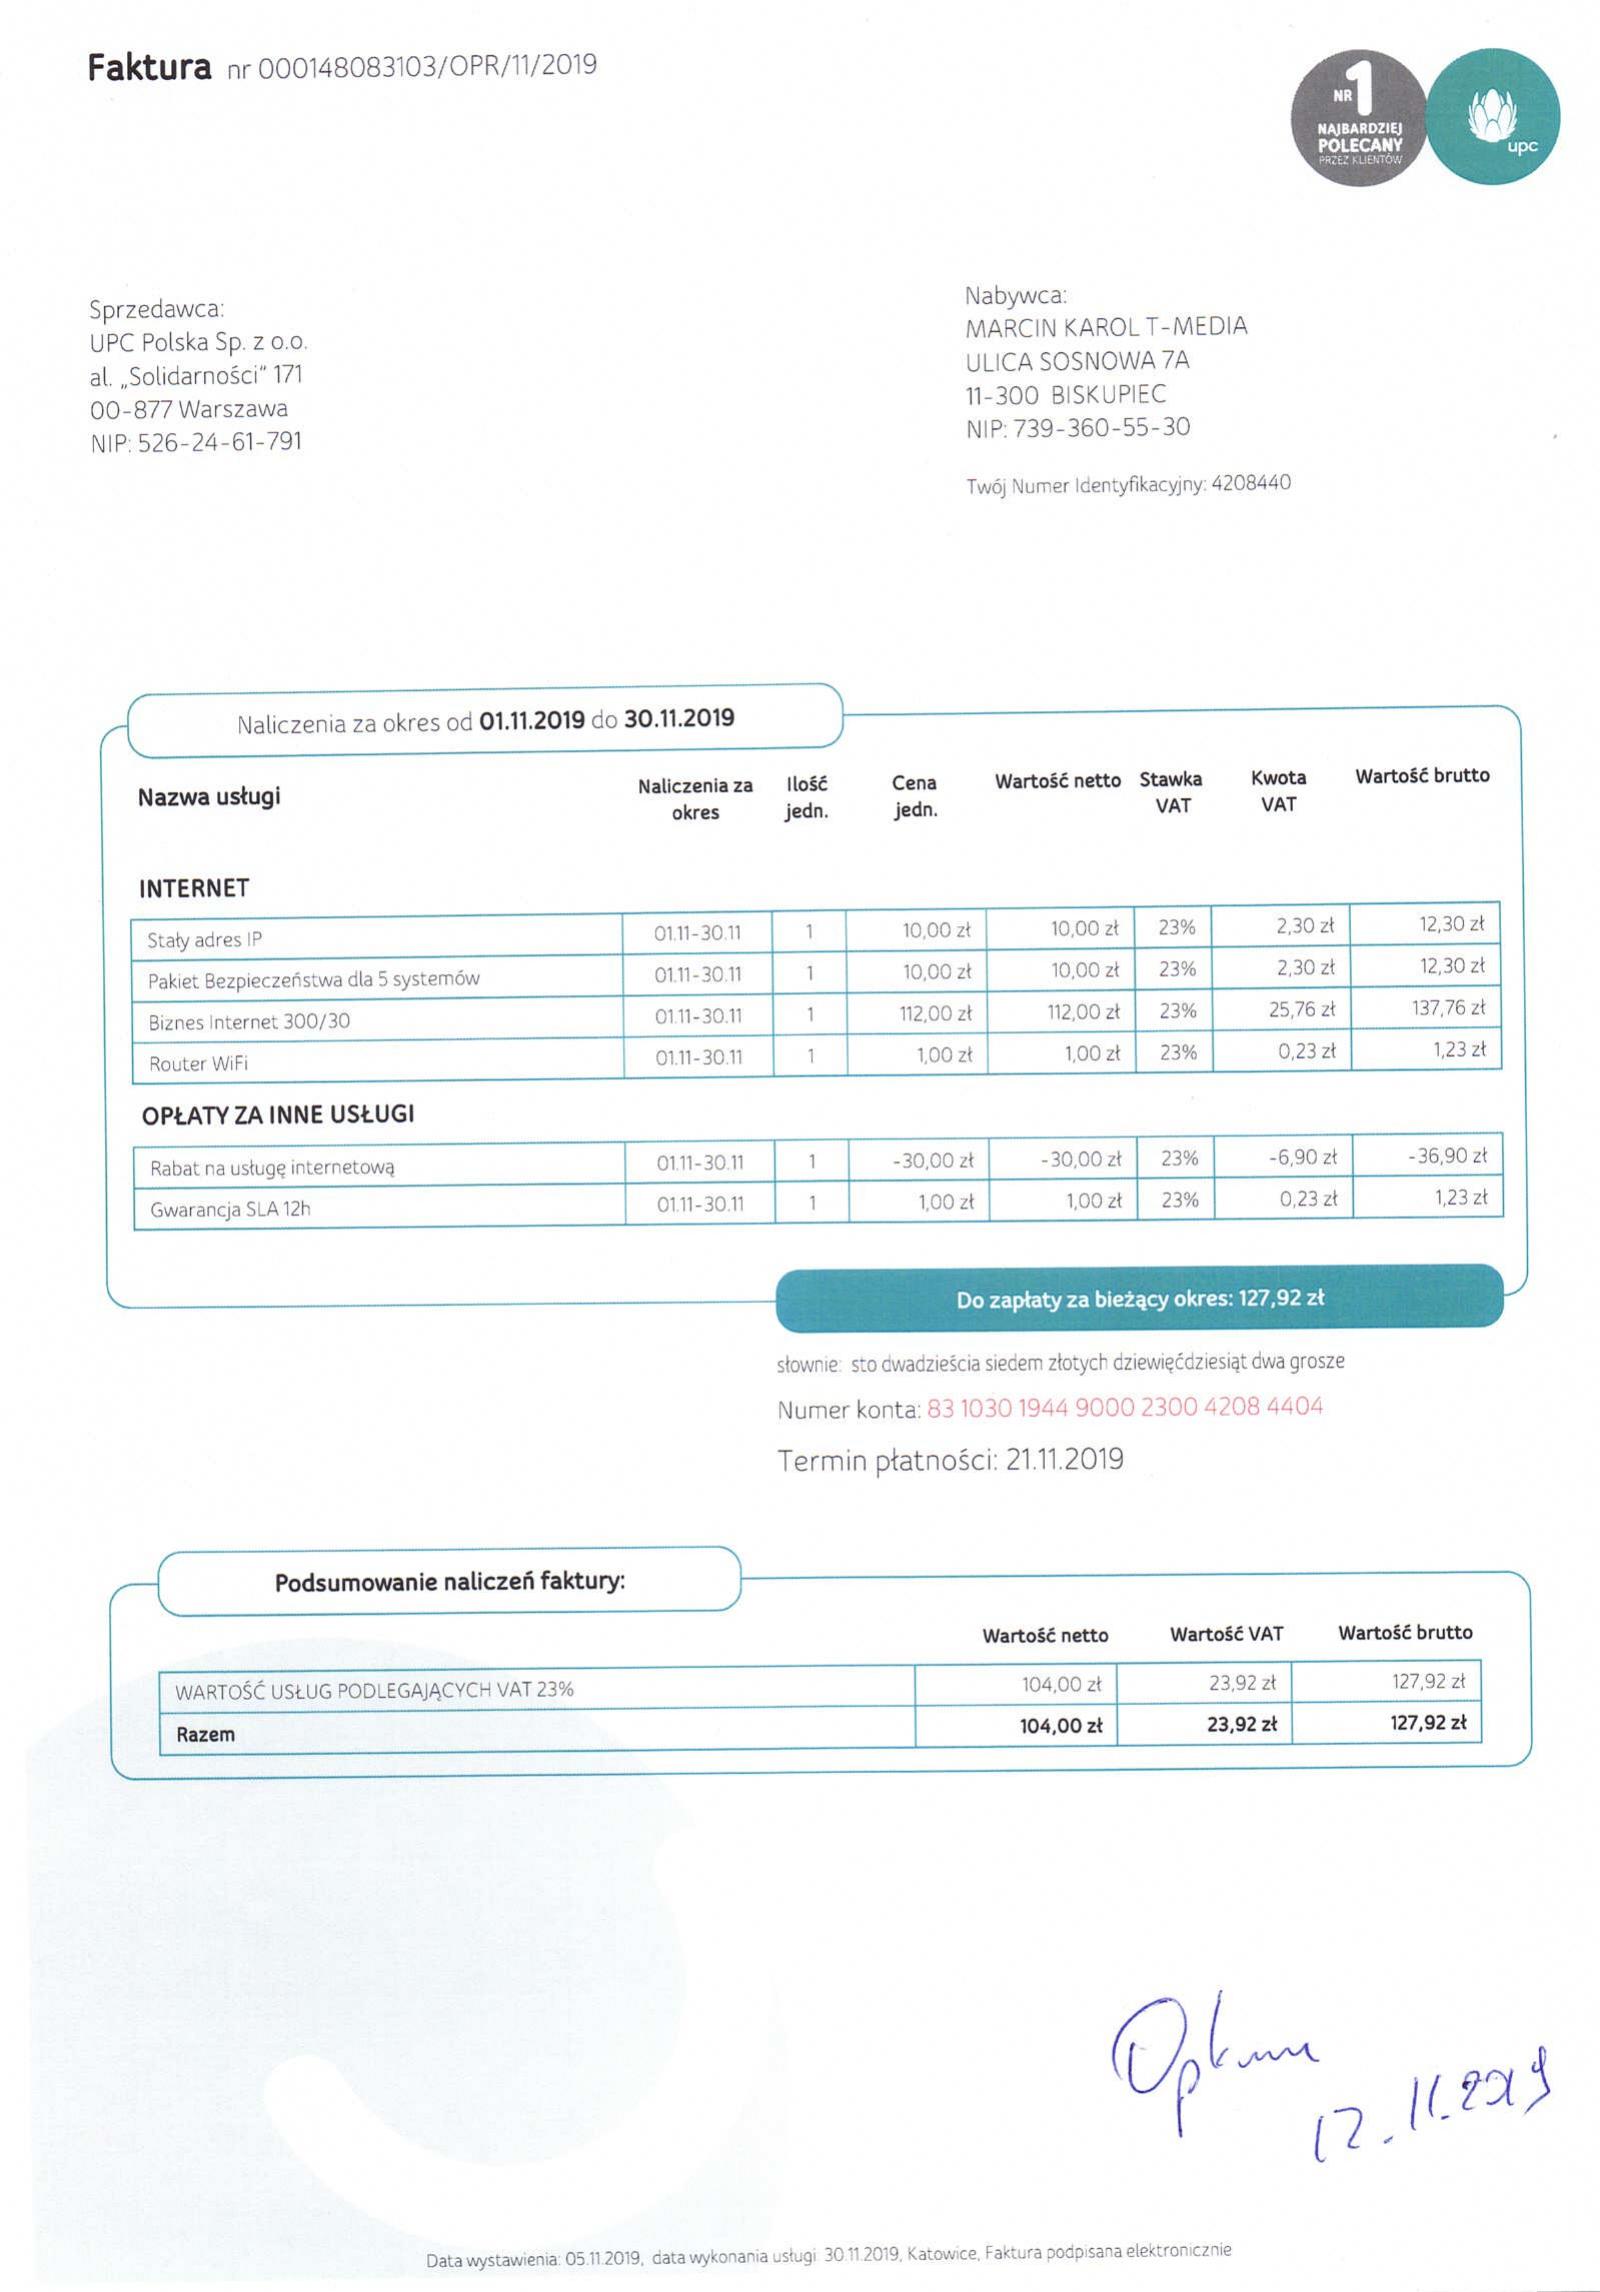 Faktura nr 000148083103/OPR/11/2019
NR 1
NAJBARDZIEJ
POLECANY
PRZEZ KLIENTÓW
upc
Sprzedawca:
UPC Polska Sp. z o.o.
al. „Solidarności” 171
00-877 Warszawa
NIP: 526-24-61-791
Nabywca:
MARCIN KAROL T-MEDIA
ULICA SOSNOWA 7A
11-300 BISKUPIEC
NIP: 739-360-55-30
Twój Numer Identyfikacyjny: 4208440
Naliczenia za okres od 01.11.2019 do 30.11.2019
Nazwa usługi Naliczenia za okres Ilość jedn. Cena jedn. Wartość netto Stawka VAT Kwota VAT Wartość brutto
INTERNET
Stały adres IP 01.11-30.11 1 10,00 zł 10,00 zł 23% 2,30 zł 12,30 zł
Pakiet Bezpieczeństwa dla 5 systemów 01.11-30.11 1 10,00 zł 10,00 zł 23% 2,30 zł 12,30 zł
Biznes Internet 300/30 01.11-30.11 1 112,00 zł 112,00 zł 23% 25,76 zł 137,76 zł
Router WiFi 01.11-30.11 1 1,00 zł 1,00 zł 23% 0,23 zł 1,23 zł
OPŁATY ZA INNE USŁUGI
Rabat na usługę internetową 01.11-30.11 1 -30,00 zł -30,00 zł 23% -6,90 zł -36,90 zł
Gwarancja SLA 12h 01.11-30.11 1 1,00 zł 1,00 zł 23% 0,23 zł 1,23 zł
Do zapłaty za bieżący okres: 127,92 zł
słownie: sto dwadzieścia siedem złotych dziewięćdziesiąt dwa grosze
Numer konta: 83 1030 1944 9000 2300 4208 4404
Termin płatności: 21.11.2019
Podsumowanie naliczeń faktury:
Wartość netto Wartość VAT Wartość brutto
WARTOŚĆ USŁUG PODLEGAJĄCYCH VAT 23% 104,00 zł 23,92 zł 127,92 zł
Razem 104,00 zł 23,92 zł 127,92 zł
12.11.2019
Data wystawienia: 05.11.2019, data wykonania usługi: 30.11.2019, Katowice, Faktura podpisana elektronicznie